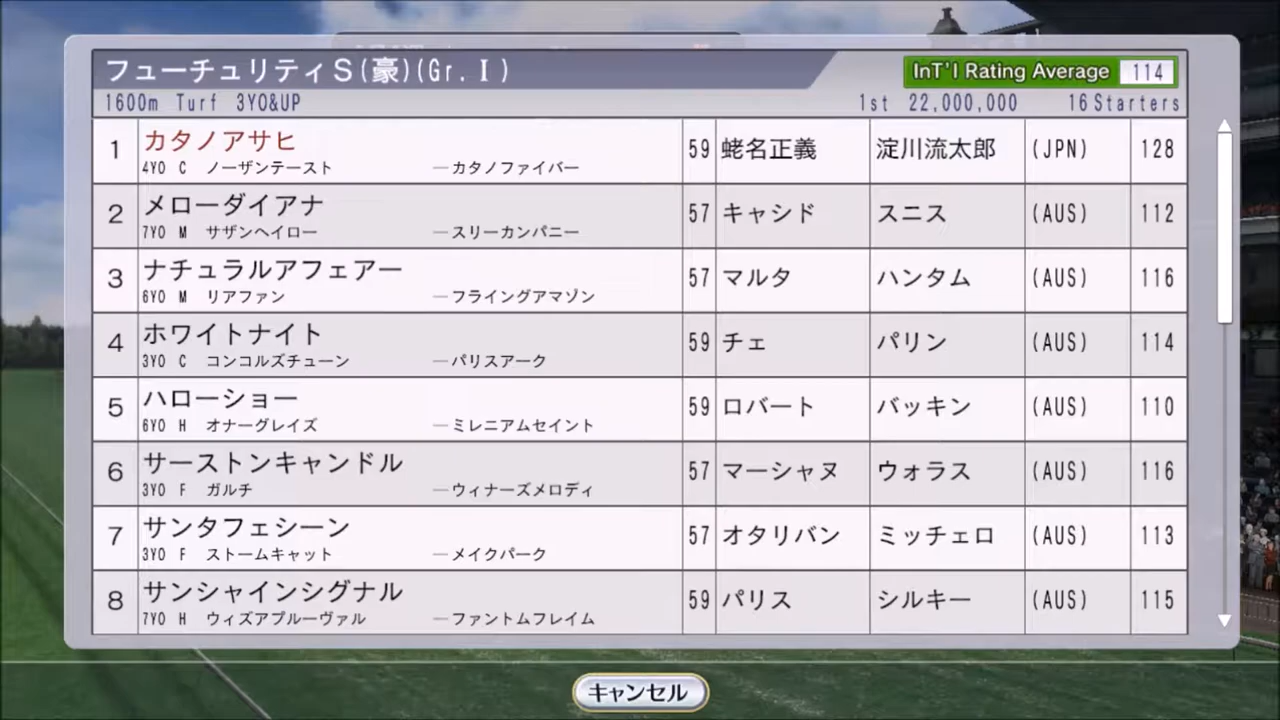 フューチュリティS(豪)(Gr.Ⅰ)
InT'l Rating Average 114
1600m Turf 3YO&UP 1st 22,000,000 16Starters
1 カタノアサヒ 59 蛯名正義 淀川流太郎 (JPN) 128
4YO C ノーザンテースト ―カタノファイバー
2 メローダイアナ 57 キャシド スニス (AUS) 112
7YO M サザンヘイロー ―スリーカンパニー
3 ナチュラルアフェアー 57 マルタ ハンタム (AUS) 116
6YO M リアファン ―フライングアマゾン
4 ホワイトナイト 59 チェ パリン (AUS) 114
3YO C コンコルズチューン ―パリスアーク
5 ハローショー 59 ロバート バッキン (AUS) 110
6YO H オナーグレイズ ―ミレニアムセイント
6 サーストンキャンドル 57 マーシャヌ ウォラス (AUS) 116
3YO F ガルチ ―ウィナーズメロディ
7 サンタフェシーン 57 オタリバン ミッチェロ (AUS) 113
3YO F ストームキャット ―メイクパーク
8 サンシャインシグナル 59 パリス シルキー (AUS) 115
7YO H ウィズアプルーヴァル ―ファントムフレイム
キャンセル